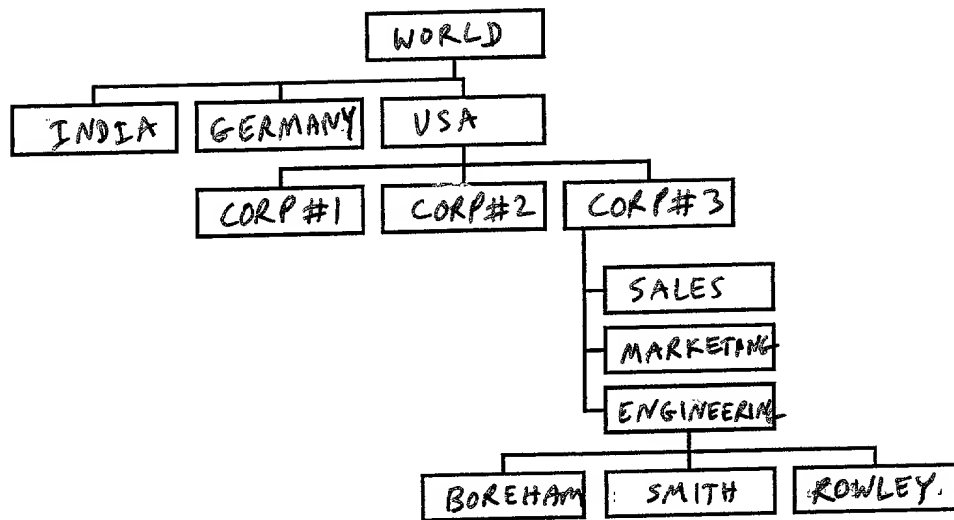 WORLD
INDIA GERMANY USA
CORP#1 CORP#2 CORP#3
SALES
MARKETING
ENGINEERING
BOREHAM SMITH ROWLEY.